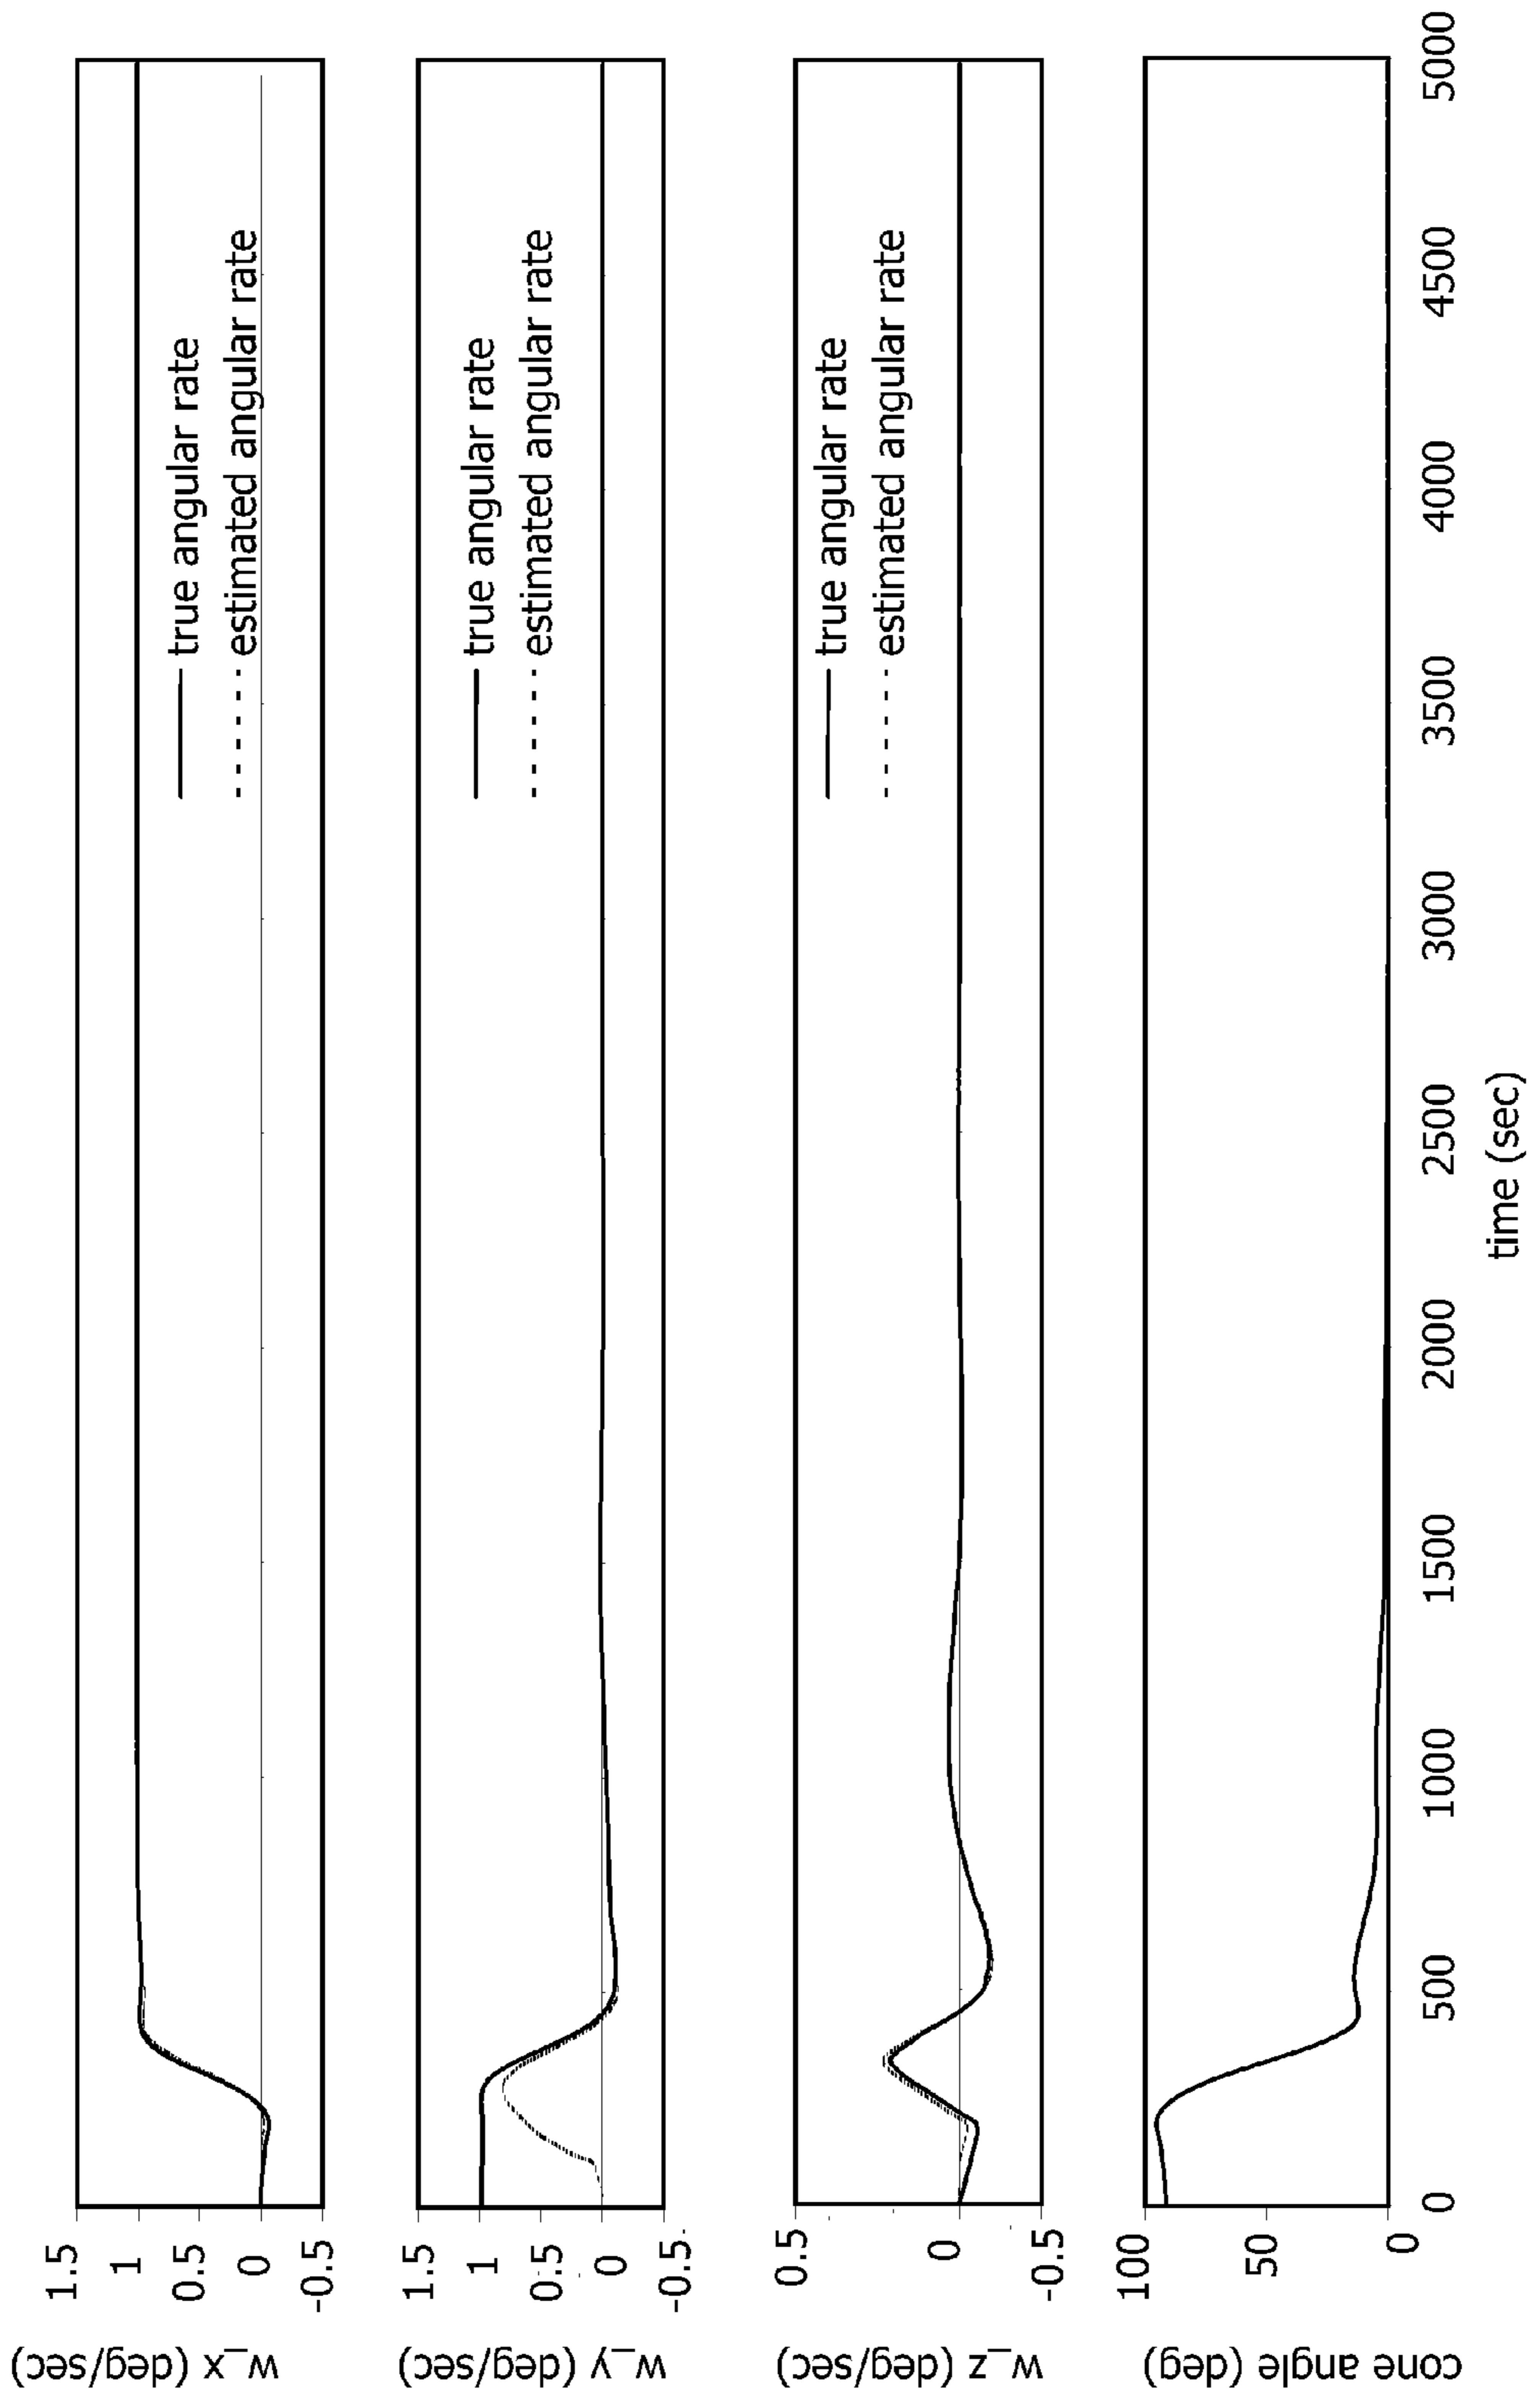 w_x (deg/sec)
1.5
1
0.5
0
-0.5
true angular rate
estimated angular rate
w_y (deg/sec)
1.5
1
0.5
0
-0.5
true angular rate
estimated angular rate
w_z (deg/sec)
0.5
0
-0.5
true angular rate
estimated angular rate
cone angle (deg)
100
50
0
0 500 1000 1500 2000 2500 3000 3500 4000 4500 5000
time (sec)